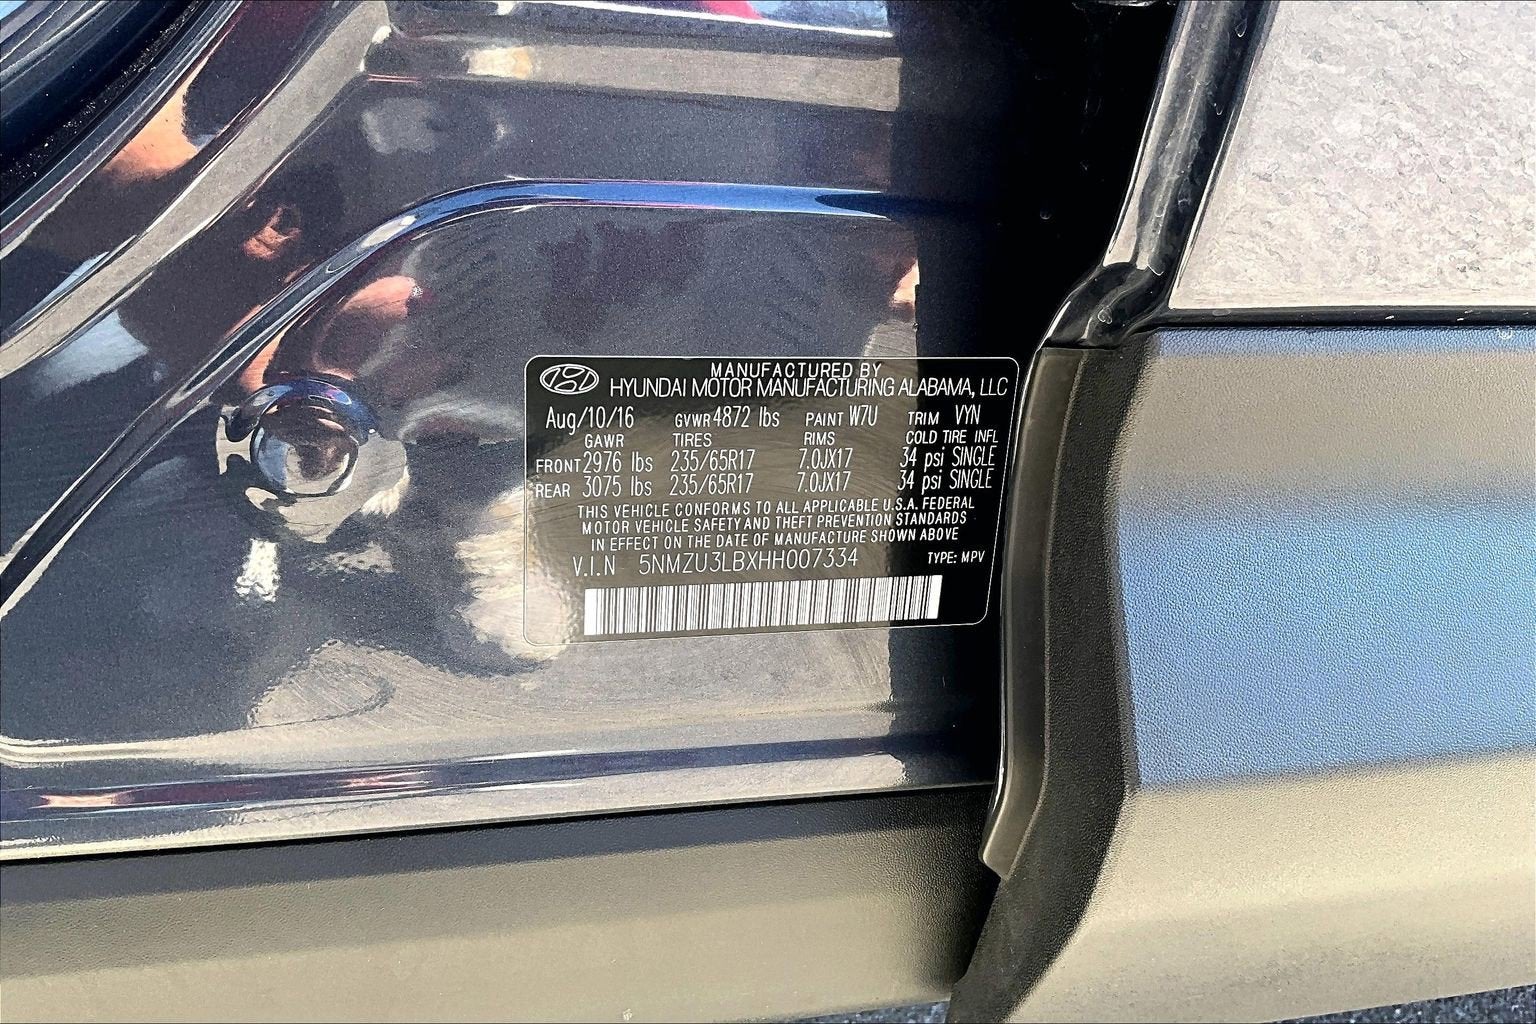 MANUFACTURED BY
HYUNDAI MOTOR MANUFACTURING ALABAMA, LLC
Aug/10/16 GVWR 4872 lbs PAINT W7U TRIM VYN
GAWR TIRES RIMS COLD TIRE INFL
FRONT 2976 lbs 235/65R17 7.0JX17 34 psi SINGLE
REAR 3075 lbs 235/65R17 7.0JX17 34 psi SINGLE
THIS VEHICLE CONFORMS TO ALL APPLICABLE U.S.A. FEDERAL
MOTOR VEHICLE SAFETY AND THEFT PREVENTION STANDARDS
IN EFFECT ON THE DATE OF MANUFACTURE SHOWN ABOVE
V.I.N 5NMZU3LBXHH007334 TYPE: MPV